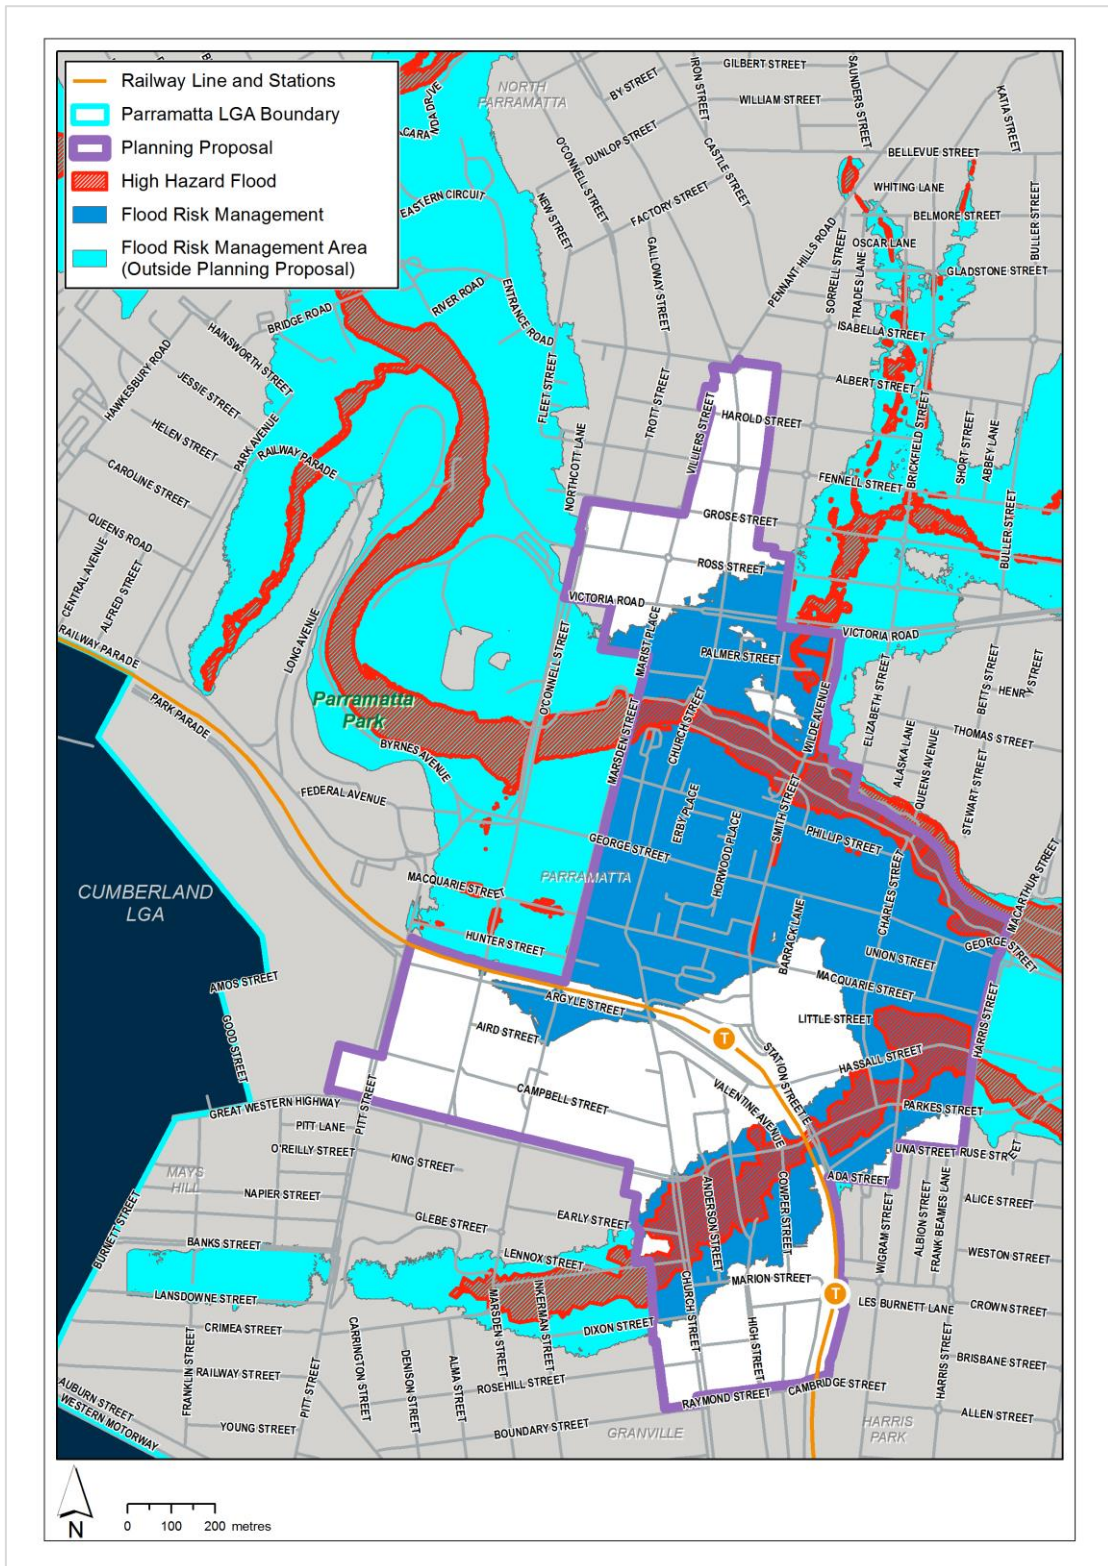 Railway Line and Stations
Parramatta LGA Boundary
Planning Proposal
High Hazard Flood
Flood Risk Management
Flood Risk Management Area
(Outside Planning Proposal)
NORTH
PARRAMATTA
BY STREET
IRON STREET
GILBERT STREET
WILLIAM STREET
SAUNDERS STREET
KATIA STREET
O'CONNELL STREET
DUNLOP STREET
CASTLE STREET
BELLEVUE STREET
WHITING LANE
EASTERN CIRCUIT
NEW STREET
FACTORY STREET
PENNANT HILLS ROAD
BELMORE STREET
BULLER STREET
SORRELL STREET
TRADES LANE
OSCAR LANE
GLADSTONE STREET
GALLOWAY STREET
RIVER ROAD
ENTRANCE ROAD
BRIDGE ROAD
HAINSWORTH STREET
ISABELLA STREET
HAWKESBURY ROAD
JESSIE STREET
FLEET STREET
TROTT STREET
ALBERT STREET
HELEN STREET
PARK AVENUE
RAILWAY PARADE
VILLIERS STREET
HAROLD STREET
BRICKFIELD STREET
SHORT STREET
ABBEY LANE
CAROLINE STREET
NORTHCOTT LANE
FENNELL STREET
QUEENS ROAD
GROSE STREET
BULLER STREET
CENTRAL AVENUE
ALFRED STREET
ROSS STREET
VICTORIA ROAD
RAILWAY PARADE
LONG AVENUE
O'CONNELL STREET
MARIST PLACE
PALMER STREET
VICTORIA ROAD
ELIZABETH STREET
BETTS STREET
HENRY STREET
PARK PARADE
Parramatta
Park
BYRNES AVENUE
MARSDEN STREET
CHURCH STREET
WILDE AVENUE
THOMAS STREET
ALASKA LANE
QUEENS AVENUE
STEWART STREET
FEDERAL AVENUE
ERBY PLACE
SMITH STREET
PHILLIP STREET
GEORGE STREET
HORWOOD PLACE
CHARLES STREET
MACARTHUR STREET
PARRAMATTA
MACQUARIE STREET
CUMBERLAND
LGA
HUNTER STREET
BARRACK LANE
UNION STREET
GEORGE STREET
MACQUARIE STREET
AMOS STREET
ARGYLE STREET
LITTLE STREET
HARRIS STREET
GOOD STREET
AIRD STREET
T
STATION STREET E
HASSALL STREET
VALENTINE AVENUE
CAMPBELL STREET
PARKES STREET
GREAT WESTERN HIGHWAY
PITT STREET
PITT LANE
O'REILLY STREET
KING STREET
UNA STREET
MAYS
HILL
NAPIER STREET
ADA STREET
ANDERSON STREET
COWPER STREET
WIGRAM STREET
ALBION STREET
FRANK BEAMES LANE
ALICE STREET
BURNETT STREET
GLEBE STREET
EARLY STREET
BANKS STREET
LENNOX STREET
WESTON STREET
LANSDOWNE STREET
MARSDEN STREET
INKERMAN STREET
CHURCH STREET
MARION STREET
T
LES BURNETT LANE
CROWN STREET
CRIMEA STREET
DIXON STREET
HIGH STREET
FRANKLIN STREET
RAILWAY STREET
PITT STREET
CARRINGTON STREET
DENISON STREET
ALMA STREET
ROSEHILL STREET
HARRIS STREET
BRISBANE STREET
AUBURN STREET
WESTERN MOTORWAY
RAYMOND STREET
CAMBRIDGE STREET
YOUNG STREET
BOUNDARY STREET
GRANVILLE
HARRIS
PARK
ALLEN STREET
N
0 100 200 metres